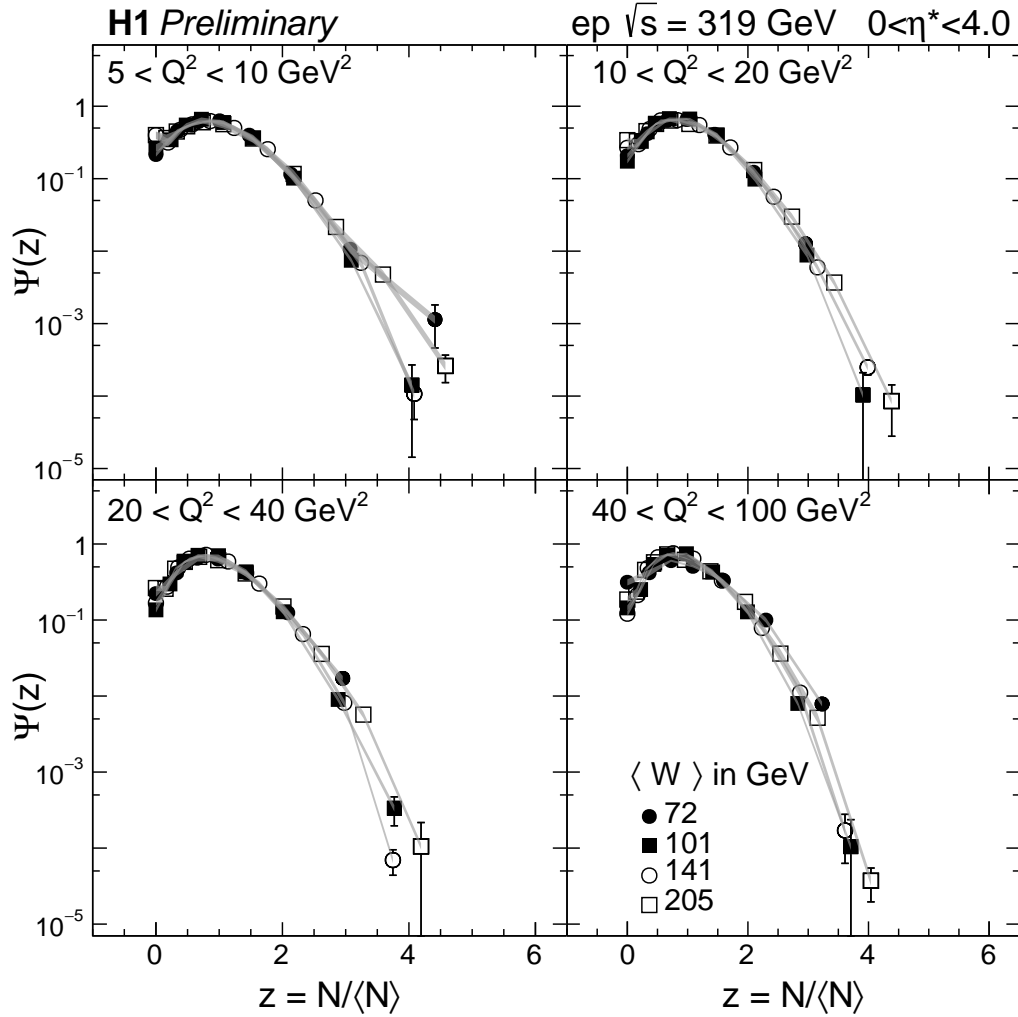 H1 Preliminary ep √s = 319 GeV 0<η*<4.0
5 < Q² < 10 GeV² 10 < Q² < 20 GeV²
1
10⁻¹
Ψ(z)
10⁻³
10⁻⁵
20 < Q² < 40 GeV² 40 < Q² < 100 GeV²
1
10⁻¹
Ψ(z)
10⁻³
⟨ W ⟩ in GeV
72
101
141
205
10⁻⁵
0 2 4 6 0 2 4 6
z = N/⟨N⟩ z = N/⟨N⟩